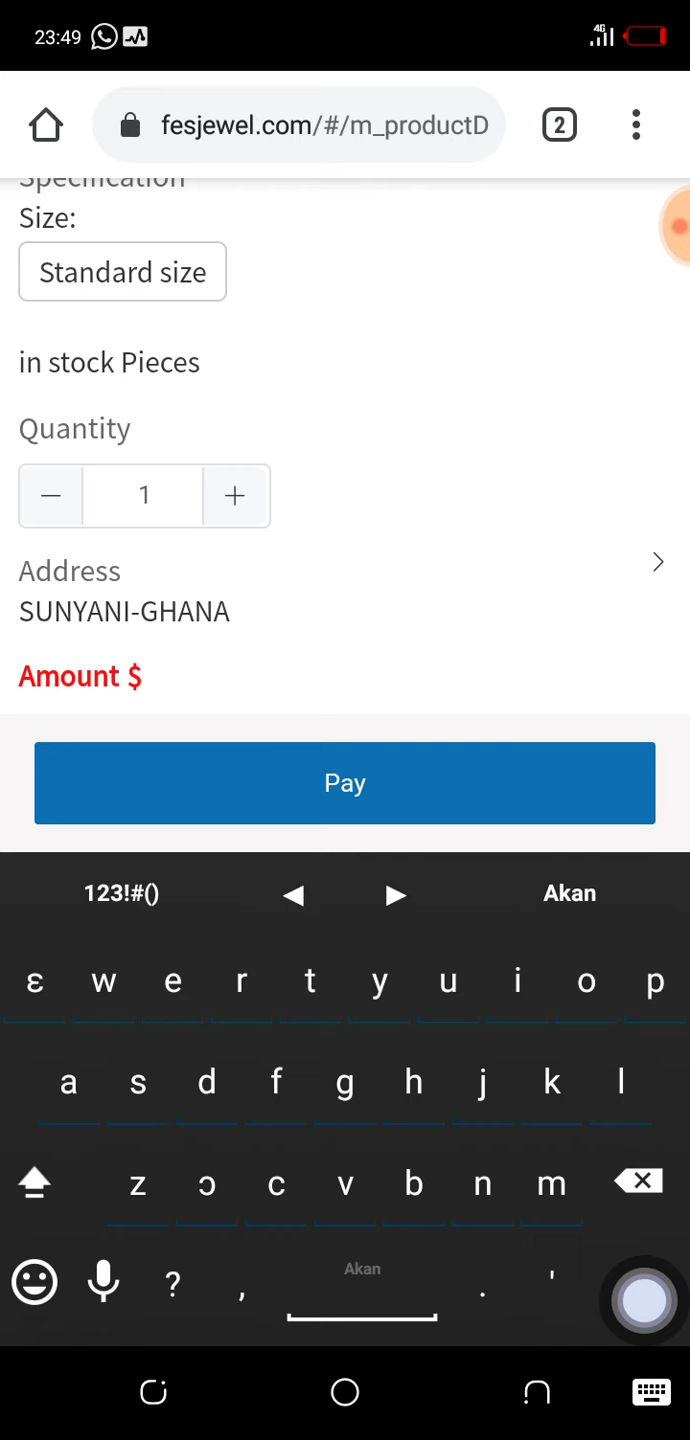 23:49
4G
fesjewel.com/#/m_productD
2
Specification
Size:
Standard size
in stock Pieces
Quantity
1
Address
SUNYANI-GHANA
Amount $
Pay
123!#() Akan
ɛ w e r t y u i o p
a s d f g h j k l
z ɔ c v b n m
? , Akan . '